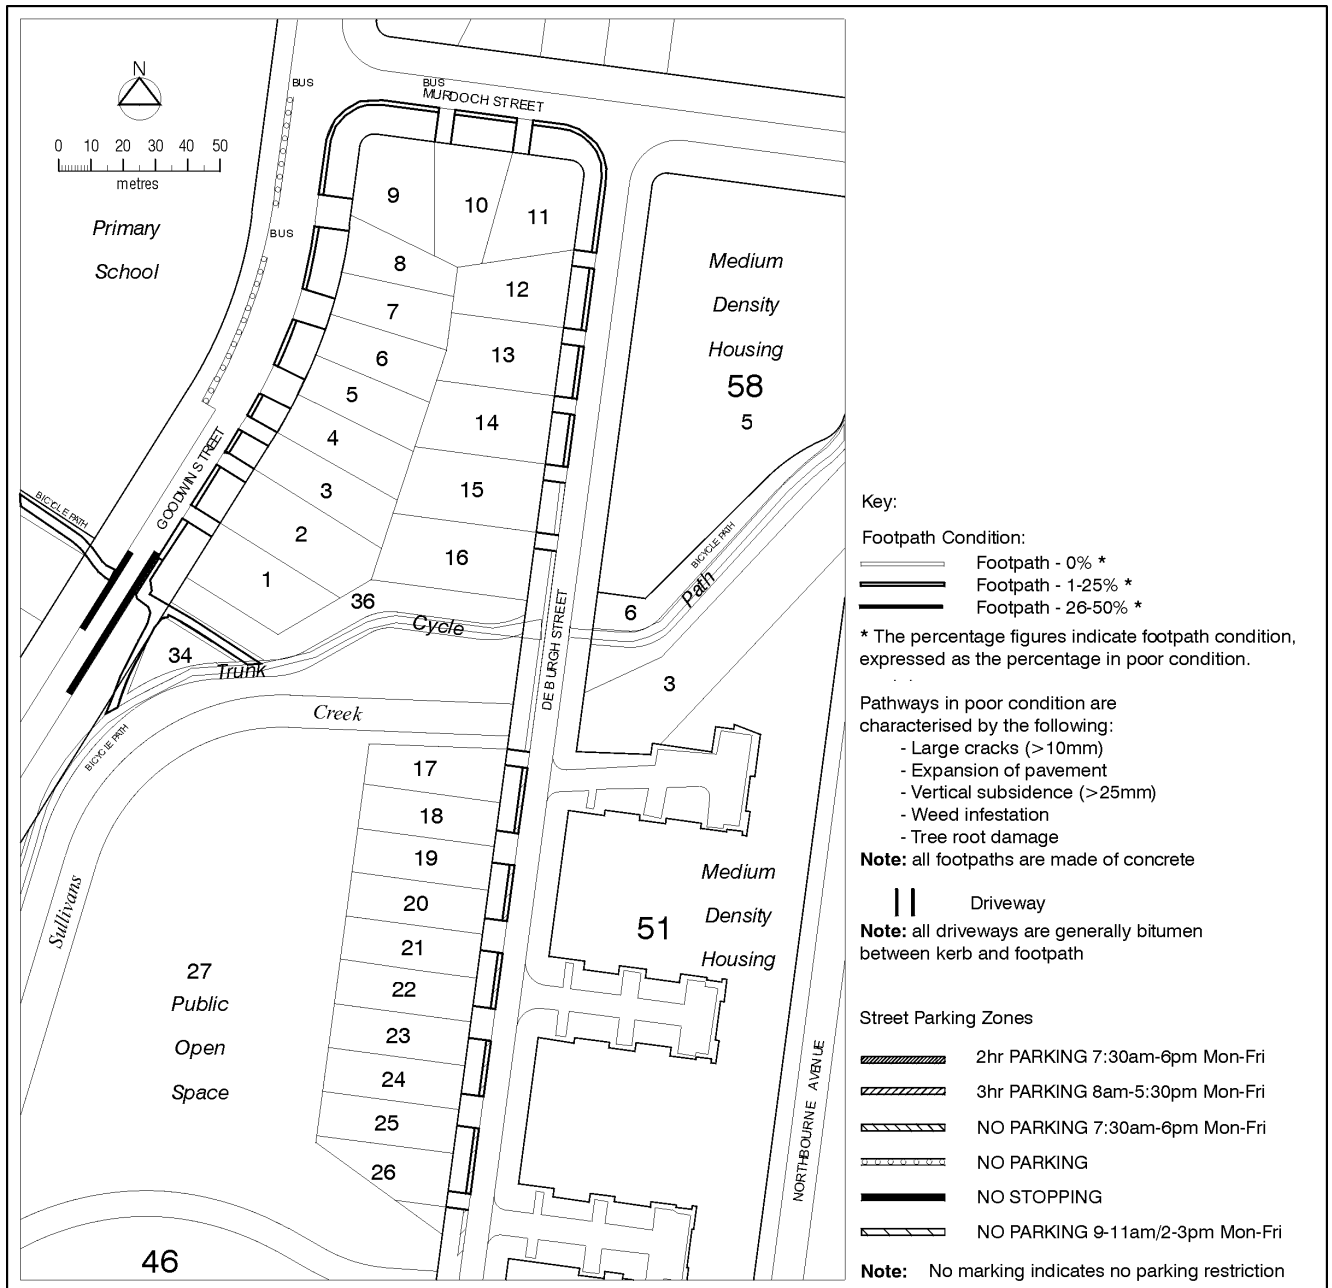 N
0 10 20 30 40 50
metres
Primary
School
BUS
BUS
MURDOCH STREET
BUS
9
10
11
8
12
7
13
6
5
14
4
15
3
2
16
1
36
GOODWIN STREET
BICYCLE PATH
Medium
Density
Housing
58
5
BICYCLE PATH
6
Path
Cycle
Trunk
34
3
DE BURGH STREET
Creek
BICYCLE PATH
Sullivans
17
18
19
20
21
22
23
24
25
26
27
Public
Open
Space
46
Medium
Density
51
Housing
NORTHBOURNE AVENUE
Key:
Footpath Condition:
Footpath - 0% *
Footpath - 1-25% *
Footpath - 26-50% *
* The percentage figures indicate footpath condition,
expressed as the percentage in poor condition.
Pathways in poor condition are
characterised by the following:
- Large cracks (>10mm)
- Expansion of pavement
- Vertical subsidence (>25mm)
- Weed infestation
- Tree root damage
Note: all footpaths are made of concrete
Driveway
Note: all driveways are generally bitumen
between kerb and footpath
Street Parking Zones
2hr PARKING 7:30am-6pm Mon-Fri
3hr PARKING 8am-5:30pm Mon-Fri
NO PARKING 7:30am-6pm Mon-Fri
NO PARKING
NO STOPPING
NO PARKING 9-11am/2-3pm Mon-Fri
Note: No marking indicates no parking restriction